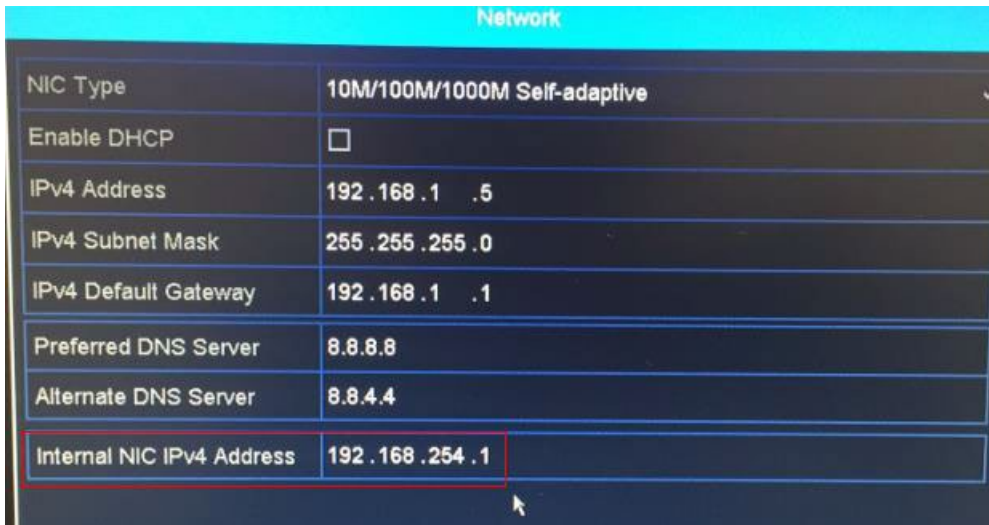 Network
NIC Type 10M/100M/1000M Self-adaptive
Enable DHCP
IPv4 Address 192.168.1 .5
IPv4 Subnet Mask 255.255.255.0
IPv4 Default Gateway 192.168.1 .1
Preferred DNS Server 8.8.8.8
Alternate DNS Server 8.8.4.4
Internal NIC IPv4 Address 192.168.254.1